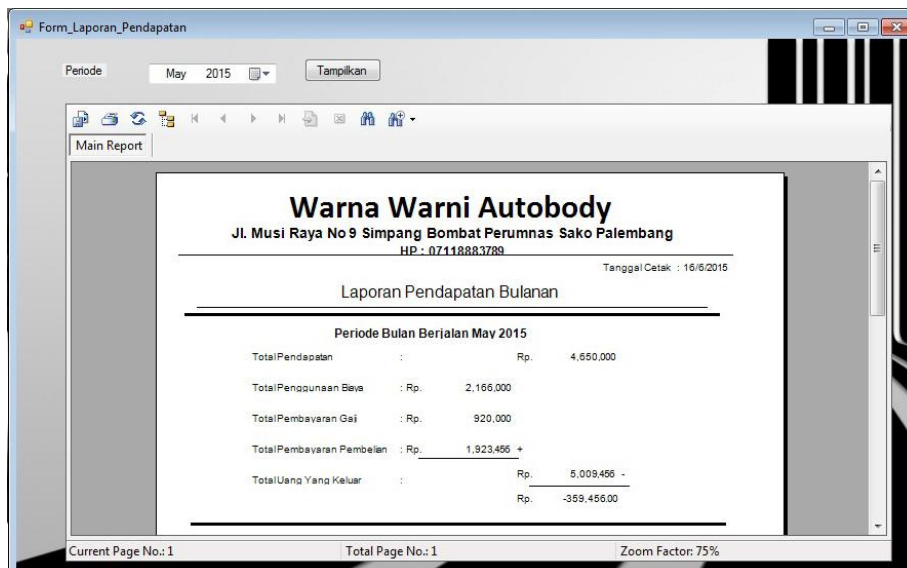 Form_Laporan_Pendapatan
Periode May 2015 Tampilkan
Main Report
Warna Warni Autobody
Jl. Musi Raya No 9 Simpang Bombat Perumnas Sako Palembang
HP : 07118883789
Tanggal Cetak : 16/6/2015
Laporan Pendapatan Bulanan
Periode Bulan Berjalan May 2015
Total Pendapatan : Rp. 4,650,000
Total Penggunaan Biaya : Rp. 2,166,000
Total Pembayaran Gaji : Rp. 920,000
Total Pembayaran Pembelian : Rp. 1,923,456 +
Total Uang Yang Keluar : Rp. 5,009,456 -
Rp. -359,456.00
Current Page No.: 1 Total Page No.: 1 Zoom Factor: 75%